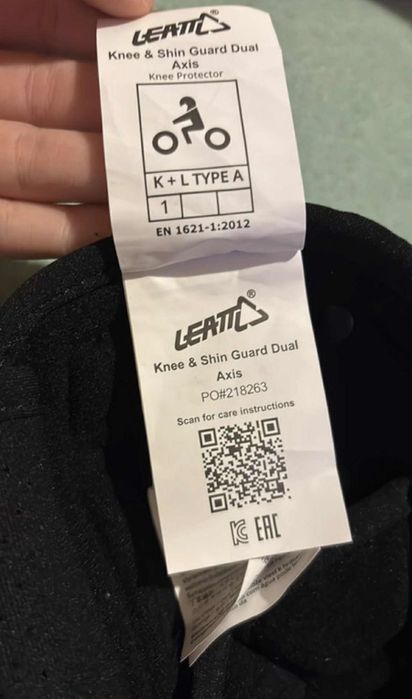 LEATT®
Knee & Shin Guard Dual
Axis
Knee Protector
K + L TYPE A
1
EN 1621-1:2012
LEATT®
Knee & Shin Guard Dual
Axis
PO#218263
Scan for care instructions
KC EAC